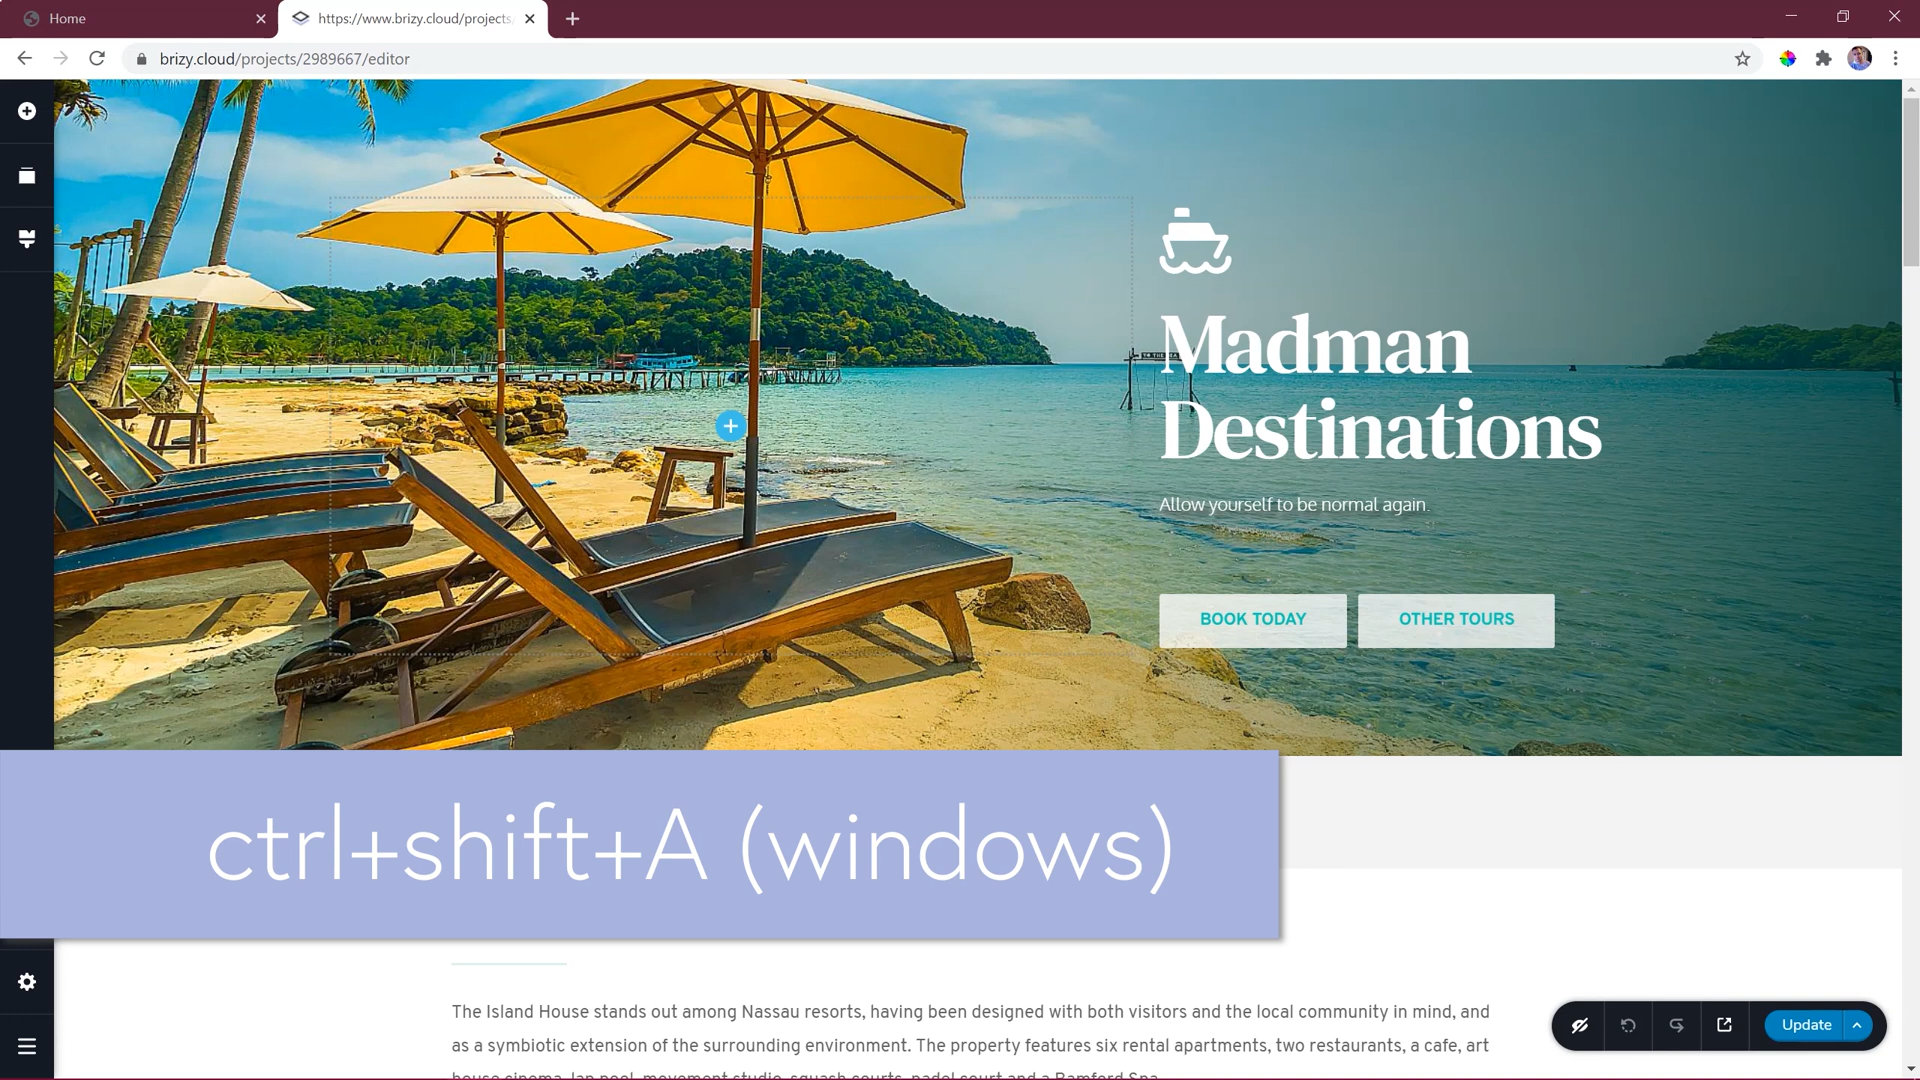 Home
https://www.brizy.cloud/projects
brizy.cloud/projects/2989667/editor
TO THE SEA
Madman
Destinations
Allow yourself to be normal again.
BOOK TODAY
OTHER TOURS
ctrl+shift+A (windows)
The Island House stands out among Nassau resorts, having been designed with both visitors and the local community in mind, and
as a symbiotic extension of the surrounding environment. The property features six rental apartments, two restaurants, a cafe, art
house cinema, lap pool, movement studio, squash courts, padel court and a Bamford Spa.
Update